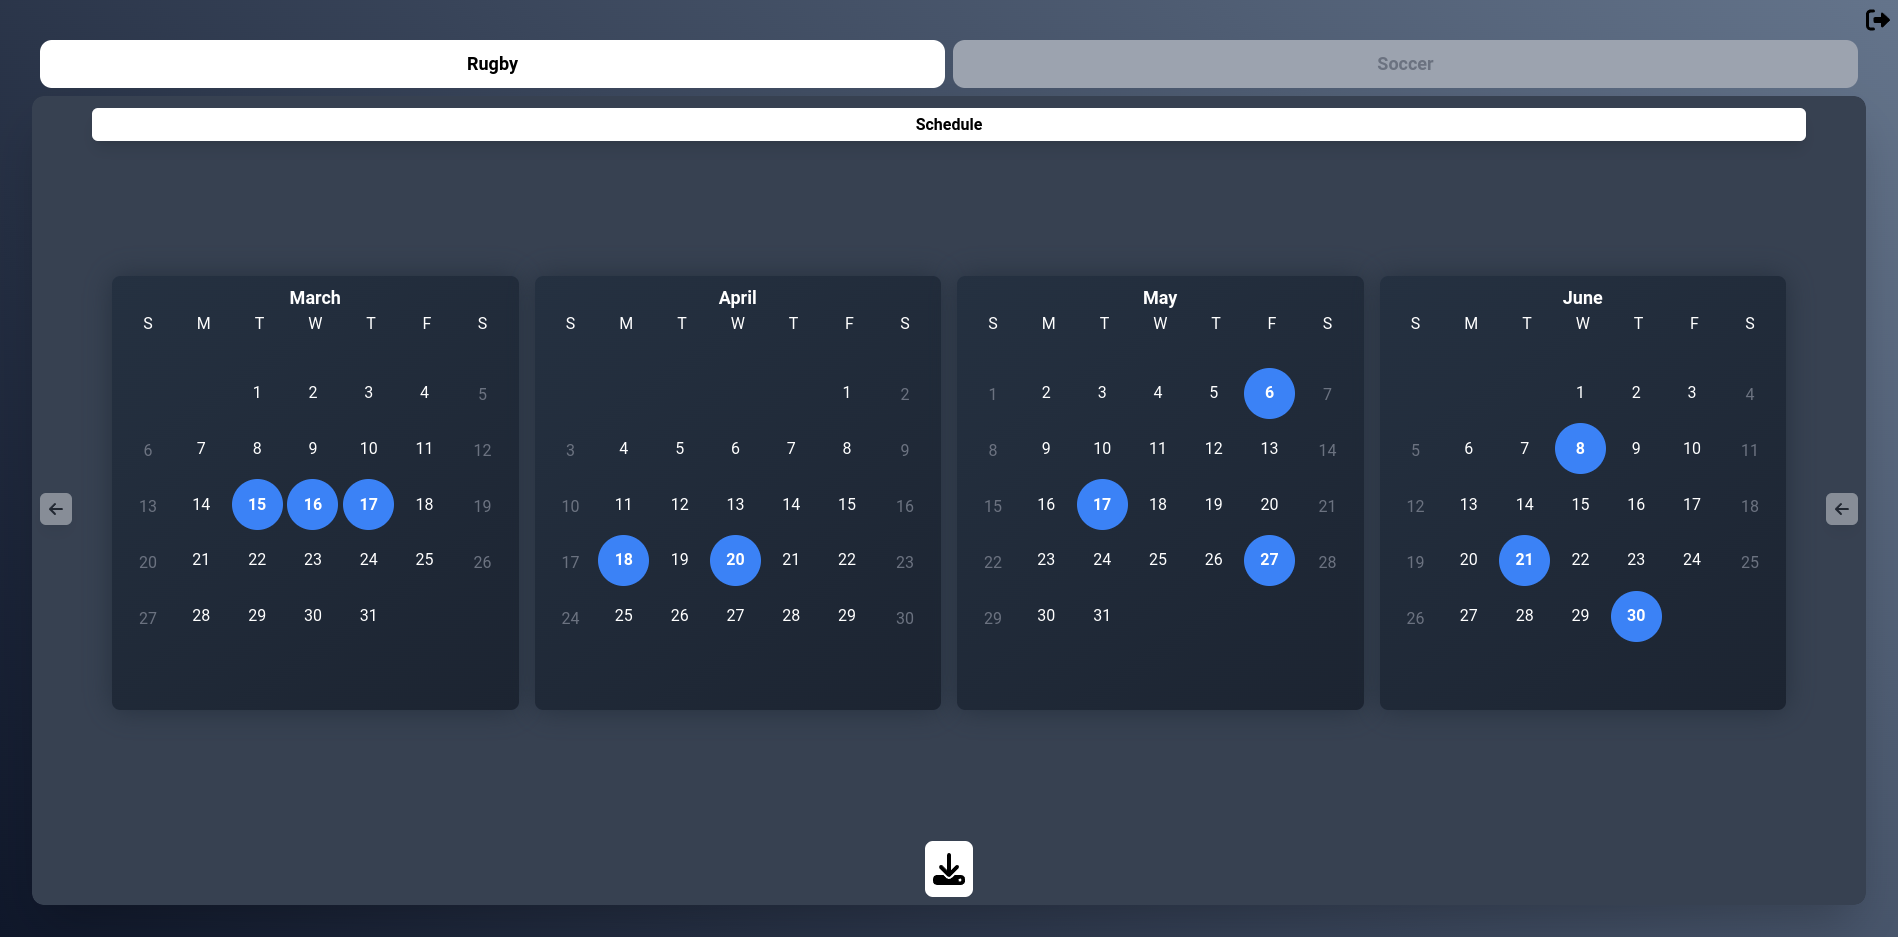 Rugby
Soccer
Schedule
March
S M T W T F S
1 2 3 4 5
6 7 8 9 10 11 12
13 14 15 16 17 18 19
20 21 22 23 24 25 26
27 28 29 30 31
April
S M T W T F S
1 2
3 4 5 6 7 8 9
10 11 12 13 14 15 16
17 18 19 20 21 22 23
24 25 26 27 28 29 30
May
S M T W T F S
1 2 3 4 5 6 7
8 9 10 11 12 13 14
15 16 17 18 19 20 21
22 23 24 25 26 27 28
29 30 31
June
S M T W T F S
1 2 3 4
5 6 7 8 9 10 11
12 13 14 15 16 17 18
19 20 21 22 23 24 25
26 27 28 29 30